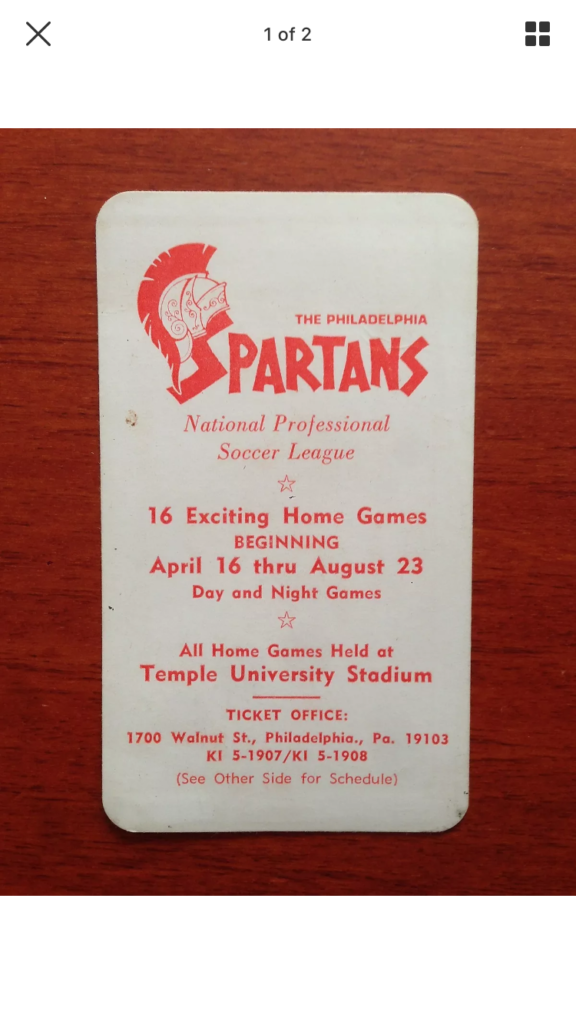 1 of 2
THE PHILADELPHIA
SPARTANS
National Professional
Soccer League
16 Exciting Home Games
BEGINNING
April 16 thru August 23
Day and Night Games
All Home Games Held at
Temple University Stadium
TICKET OFFICE:
1700 Walnut St., Philadelphia., Pa. 19103
KI 5-1907/KI 5-1908
(See Other Side for Schedule)